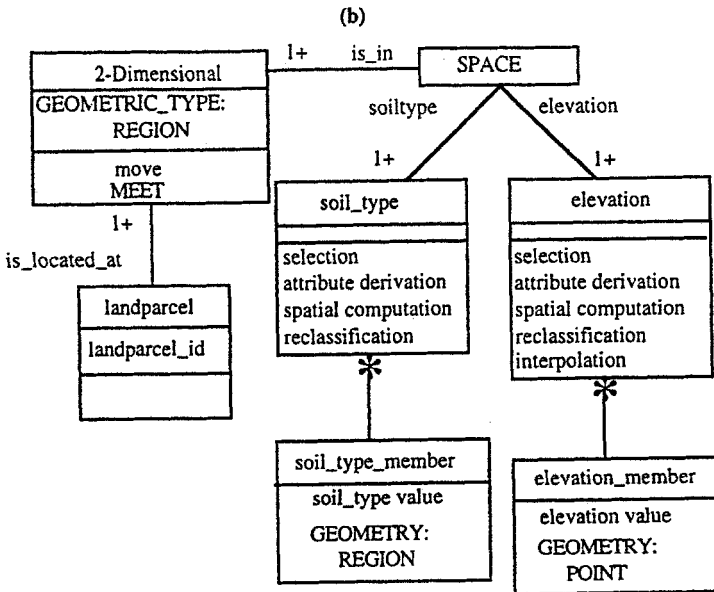 (b)
1+ is_in
2-Dimensional
SPACE
GEOMETRIC_TYPE:
REGION
soiltype
elevation
move
MEET
1+
1+
1+
is_located_at
soil_type
elevation
selection
attribute derivation
spatial computation
reclassification
selection
attribute derivation
spatial computation
reclassification
interpolation
landparcel
landparcel_id
*
*
soil_type_member
soil_type value
GEOMETRY:
REGION
elevation_member
elevation value
GEOMETRY:
POINT